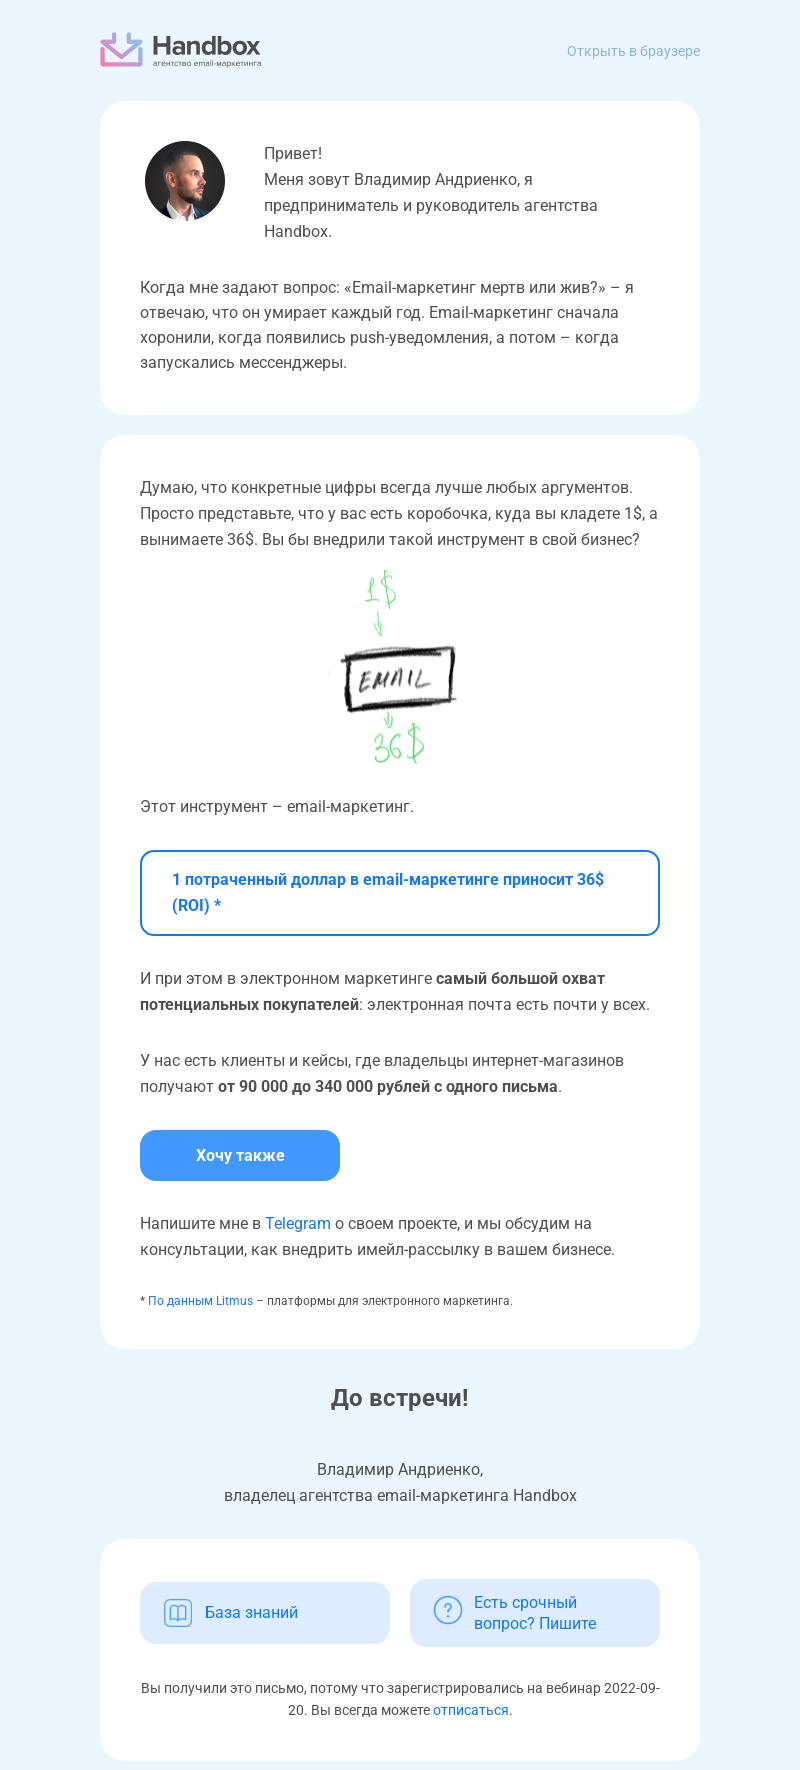 Handbox
агентство email-маркетинга
Открыть в браузере
Привет!
Меня зовут Владимир Андриенко, я
предприниматель и руководитель агентства
Handbox.
Когда мне задают вопрос: «Email-маркетинг мертв или жив?» – я
отвечаю, что он умирает каждый год. Email-маркетинг сначала
хоронили, когда появились push-уведомления, а потом – когда
запускались мессенджеры.
Думаю, что конкретные цифры всегда лучше любых аргументов.
Просто представьте, что у вас есть коробочка, куда вы кладете 1$, а
вынимаете 36$. Вы бы внедрили такой инструмент в свой бизнес?
1$
EMAIL
36$
Этот инструмент – email-маркетинг.
1 потраченный доллар в email-маркетинге приносит 36$
(ROI) *
И при этом в электронном маркетинге самый большой охват
потенциальных покупателей: электронная почта есть почти у всех.
У нас есть клиенты и кейсы, где владельцы интернет-магазинов
получают от 90 000 до 340 000 рублей с одного письма.
Хочу также
Напишите мне в Telegram о своем проекте, и мы обсудим на
консультации, как внедрить имейл-рассылку в вашем бизнесе.
* По данным Litmus – платформы для электронного маркетинга.
До встречи!
Владимир Андриенко,
владелец агентства email-маркетинга Handbox
База знаний
Есть срочный
вопрос? Пишите
Вы получили это письмо, потому что зарегистрировались на вебинар 2022-09-
20. Вы всегда можете отписаться.